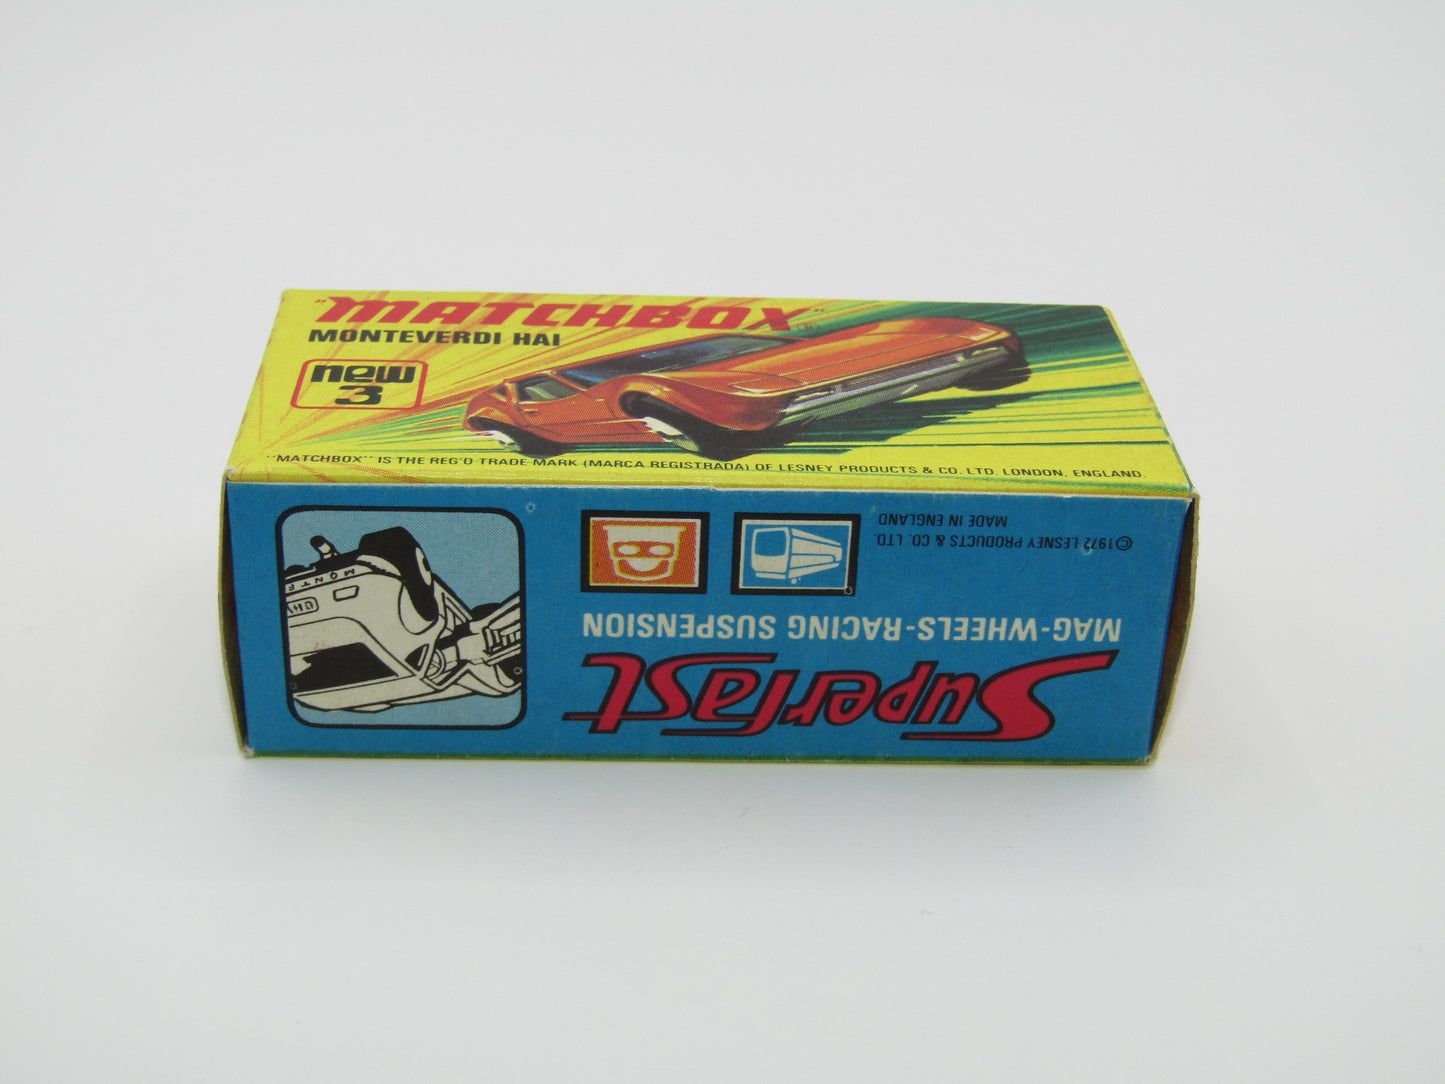 "MATCHBOX" ®
MONTEVERDI HAI
new
3
"MATCHBOX" IS THE REG'D TRADE MARK (MARCA REGISTRADA) OF LESNEY PRODUCTS & CO. LTD. LONDON, ENGLAND.
Superfast
MAG-WHEELS-RACING SUSPENSION
©1972 LESNEY PRODUCTS & CO. LTD.
MADE IN ENGLAND